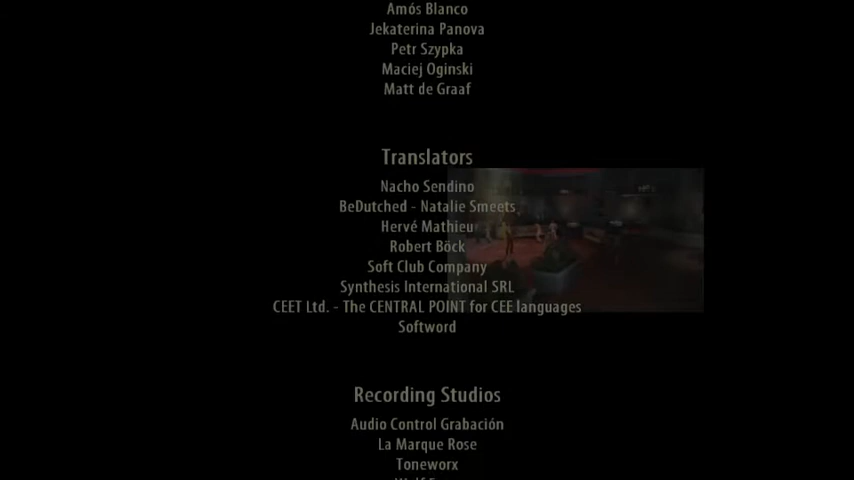 Amós Blanco
Jekaterina Panova
Petr Szypka
Maciej Oginski
Matt de Graaf
Translators
Nacho Sendino
BeDutched - Natalie Smeets
Hervé Mathieu
Robert Böck
Soft Club Company
Synthesis International SRL
CEET Ltd. - The CENTRAL POINT for CEE languages
Softword
Recording Studios
Audio Control Grabación
La Marque Rose
Toneworx